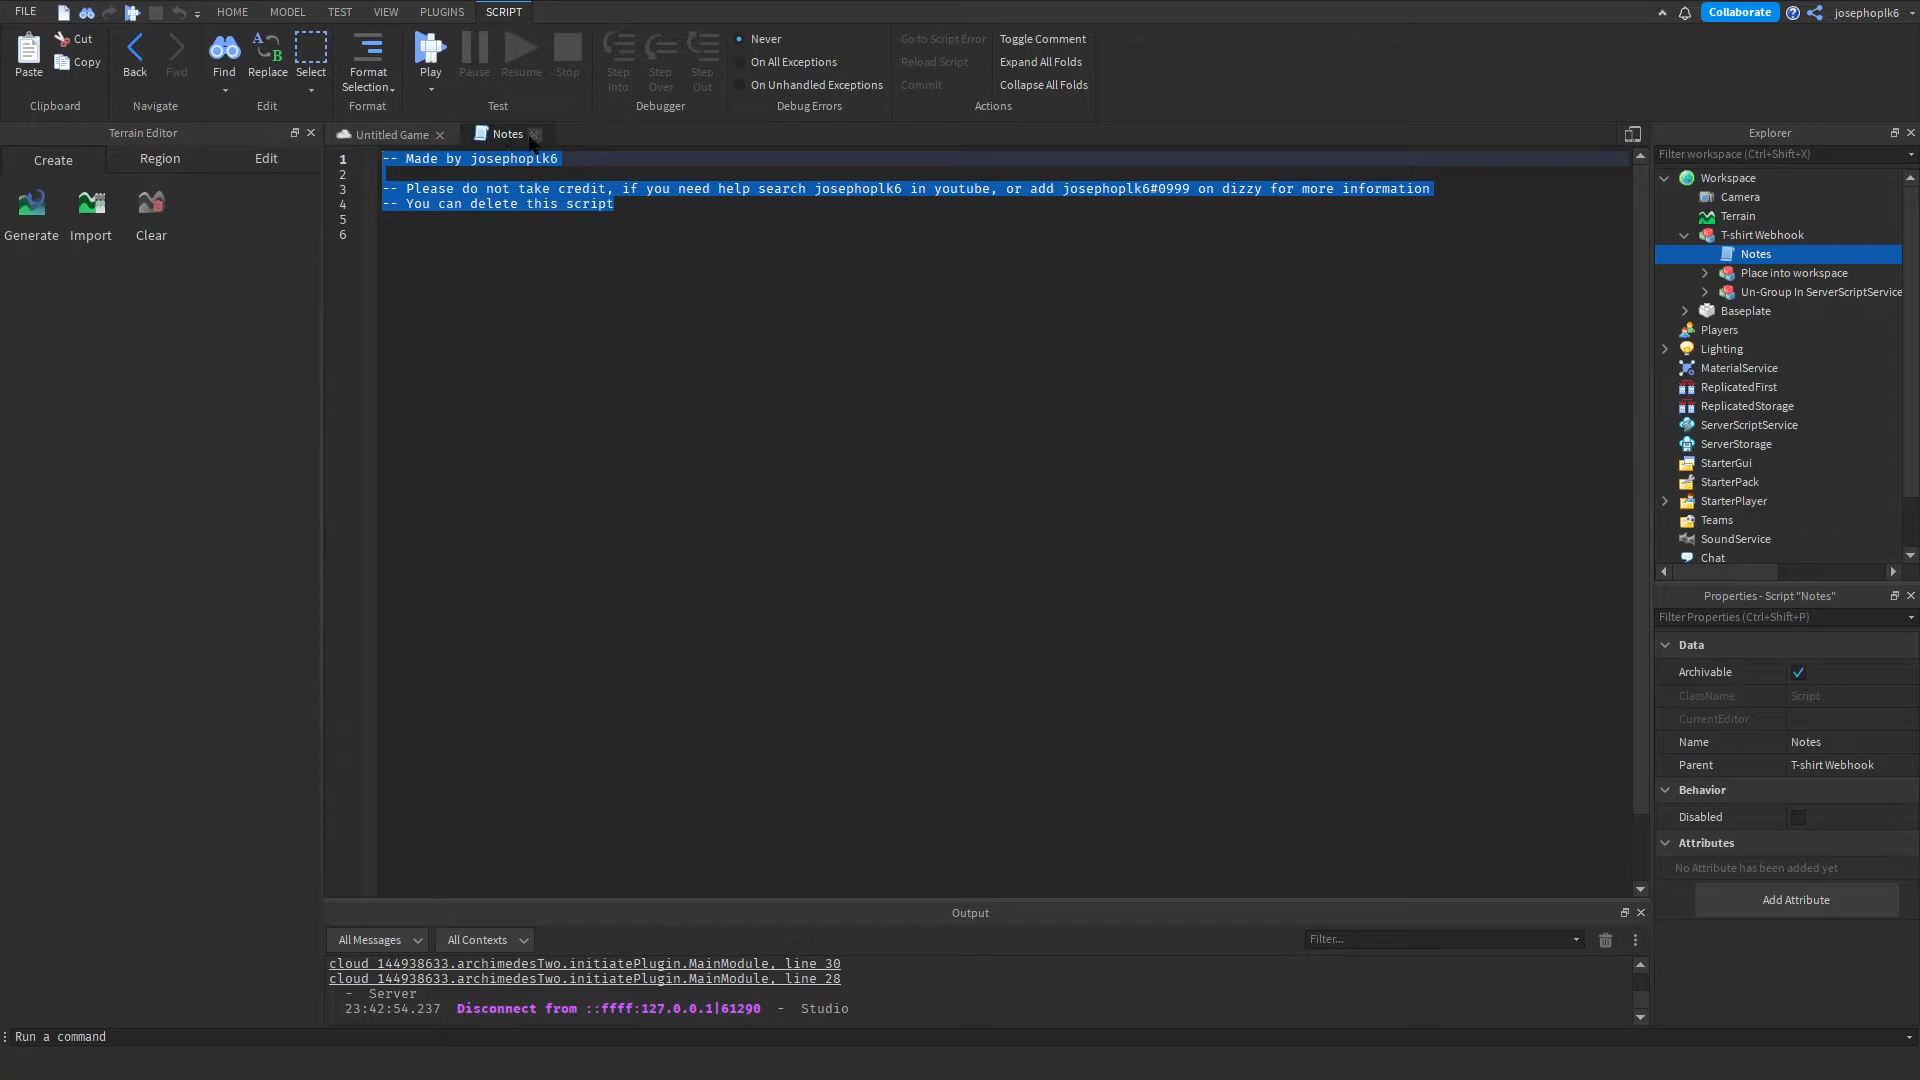 FILE HOME MODEL TEST VIEW PLUGINS SCRIPT Collaborate josephoplk6
Paste Cut Copy Clipboard
Back Fwd Navigate
Find Replace Select Edit
Format Selection Format
Play Pause Resume Stop Test
Step Into Step Over Step Out Debugger
Never
On All Exceptions
On Unhandled Exceptions
Debug Errors
Go to Script Error Toggle Comment
Reload Script Expand All Folds
Commit Collapse All Folds
Actions
Terrain Editor
Create Region Edit
Generate Import Clear
Untitled Game Notes
1 -- Made by josephoplk6
2
3 -- Please do not take credit, if you need help search josephoplk6 in youtube, or add josephoplk6#0999 on dizzy for more information
4 -- You can delete this script
5
6
Explorer
Filter workspace (Ctrl+Shift+X)
Workspace
Camera
Terrain
T-shirt Webhook
Notes
Place into workspace
Un-Group In ServerScriptService
Baseplate
Players
Lighting
MaterialService
ReplicatedFirst
ReplicatedStorage
ServerScriptService
ServerStorage
StarterGui
StarterPack
StarterPlayer
Teams
SoundService
Chat
Properties - Script "Notes"
Filter Properties (Ctrl+Shift+P)
Data
Archivable
ClassName Script
CurrentEditor
Name Notes
Parent T-shirt Webhook
Behavior
Disabled
Attributes
No Attribute has been added yet
Add Attribute
Output
All Messages All Contexts Filter...
cloud_144938633.archimedesTwo.initiatePlugin.MainModule, line 30
cloud_144938633.archimedesTwo.initiatePlugin.MainModule, line 28
- Server
23:42:54.237 Disconnect from ::ffff:127.0.0.1|61290 - Studio
Run a command